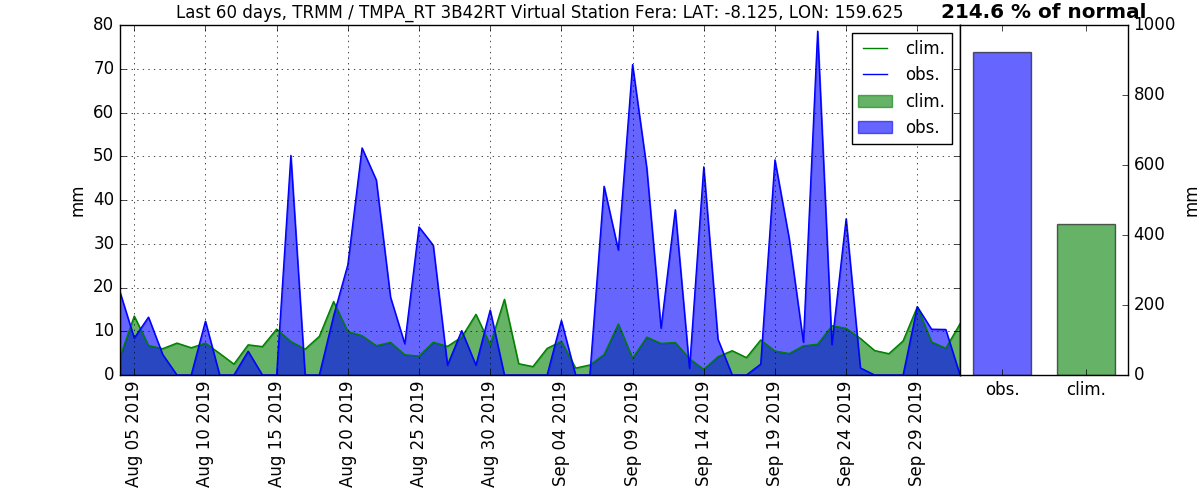 Last 60 days, TRMM / TMPA_RT 3B42RT Virtual Station Fera: LAT: -8.125, LON: 159.625
214.6 % of normal
80
70
60
50
40
30
20
10
0
mm
clim.
obs.
clim.
obs.
1000
800
600
400
200
0
mm
Aug 05 2019
Aug 10 2019
Aug 15 2019
Aug 20 2019
Aug 25 2019
Aug 30 2019
Sep 04 2019
Sep 09 2019
Sep 14 2019
Sep 19 2019
Sep 24 2019
Sep 29 2019
obs.
clim.